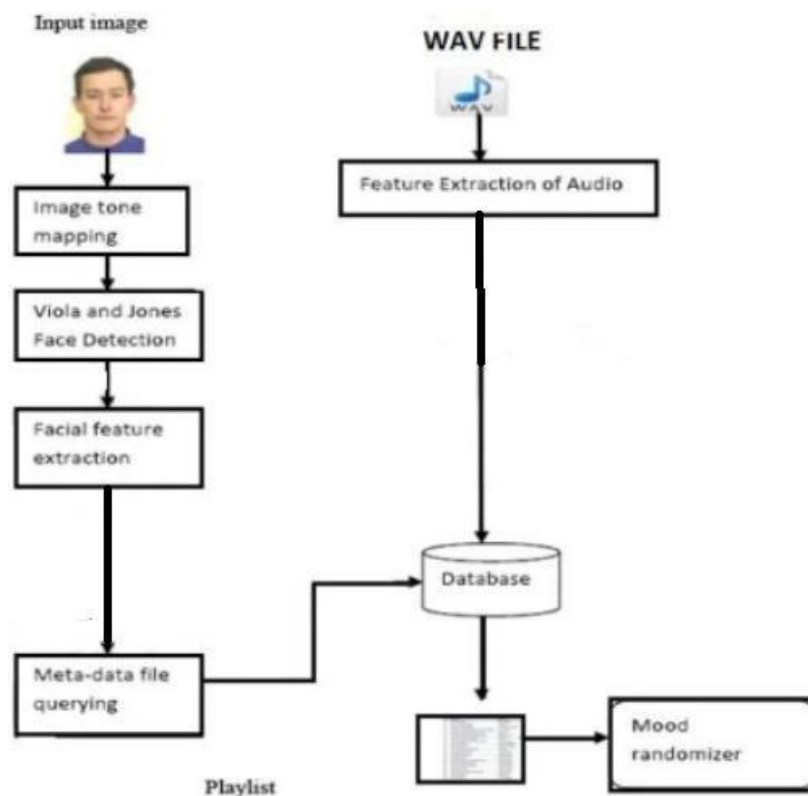 Input image
WAV FILE
WAV
Image tone
mapping
Feature Extraction of Audio
Viola and Jones
Face Detection
Facial feature
extraction
Database
Meta-data file
querying
Mood
randomizer
Playlist